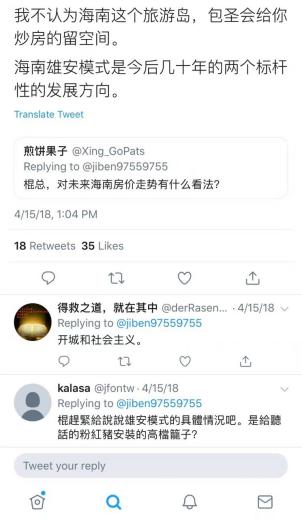 我不认为海南这个旅游岛，包圣会给你
炒房的留空间。
海南雄安模式是今后几十年的两个标杆
性的发展方向。
Translate Tweet
煎饼果子 @Xing_GoPats
Replying to @jiben97559755
棍总，对未来海南房价走势有什么看法?
4/15/18, 1:04 PM
18 Retweets 35 Likes
得救之道，就在其中 @derRasen... · 4/15/18
Replying to @jiben97559755
开城和社会主义。
kalasa @jfontw · 4/15/18
Replying to @jiben97559755
棍趕緊給說說雄安模式的具體情況吧。是給聽
話的粉紅豬安裝的高檔籠子?
Tweet your reply